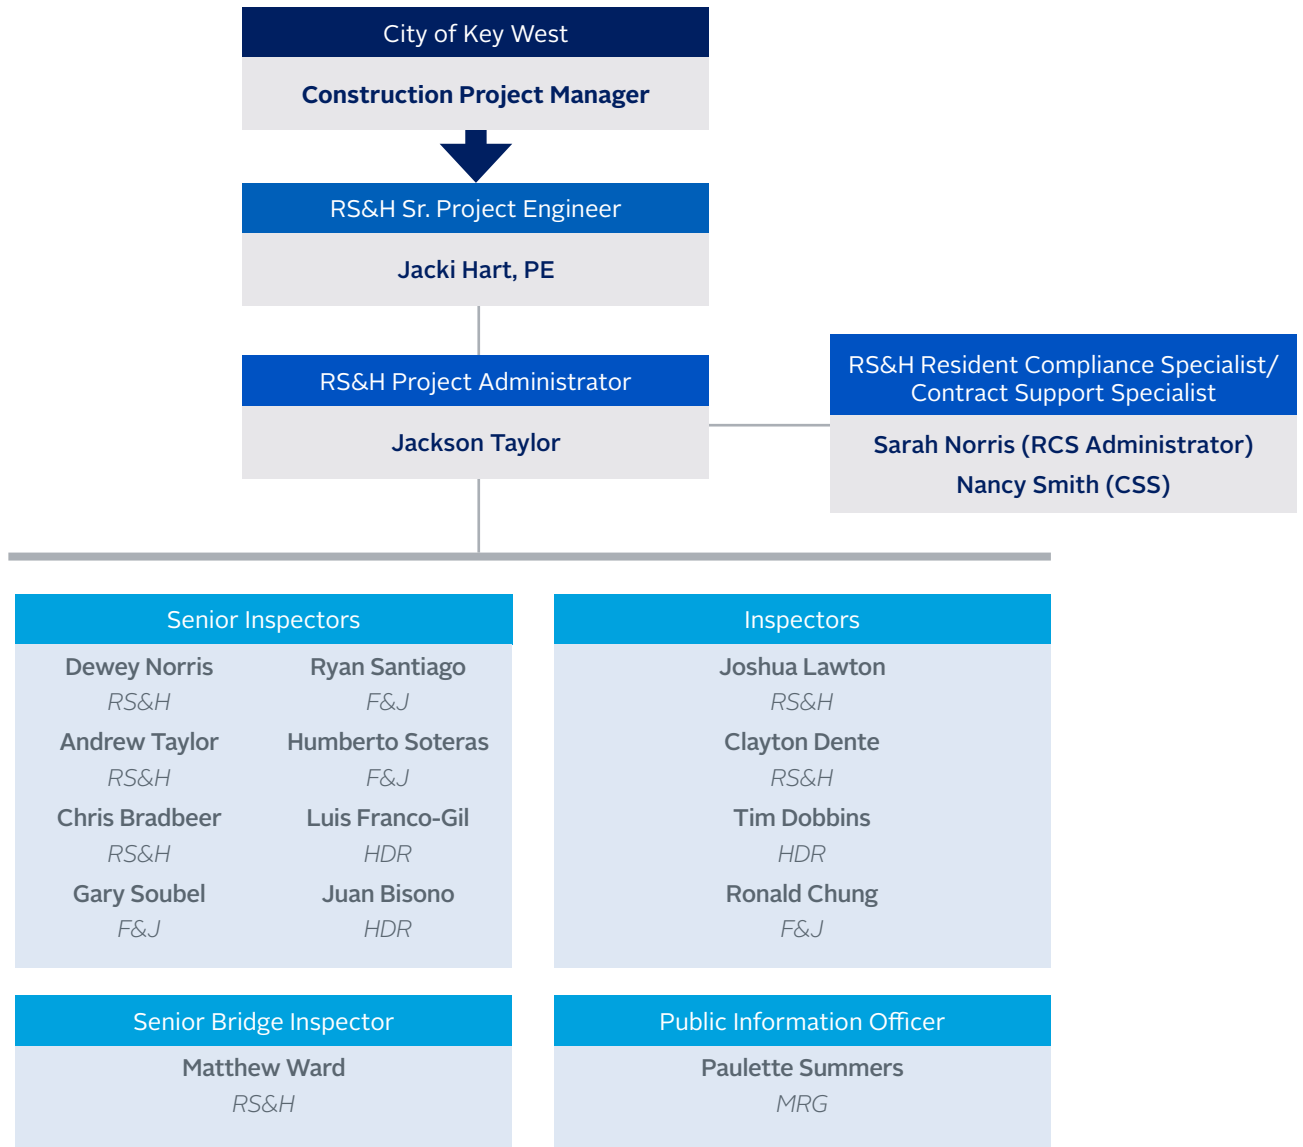 City of Key West
Construction Project Manager
RS&H Sr. Project Engineer
Jacki Hart, PE
RS&H Project Administrator
Jackson Taylor
RS&H Resident Compliance Specialist/
Contract Support Specialist
Sarah Norris (RCS Administrator)
Nancy Smith (CSS)
Senior Inspectors
Dewey Norris
RS&H
Andrew Taylor
RS&H
Chris Bradbeer
RS&H
Gary Soubel
F&J
Ryan Santiago
F&J
Humberto Soteras
F&J
Luis Franco-Gil
HDR
Juan Bisono
HDR
Inspectors
Joshua Lawton
RS&H
Clayton Dente
RS&H
Tim Dobbins
HDR
Ronald Chung
F&J
Senior Bridge Inspector
Matthew Ward
RS&H
Public Information Officer
Paulette Summers
MRG